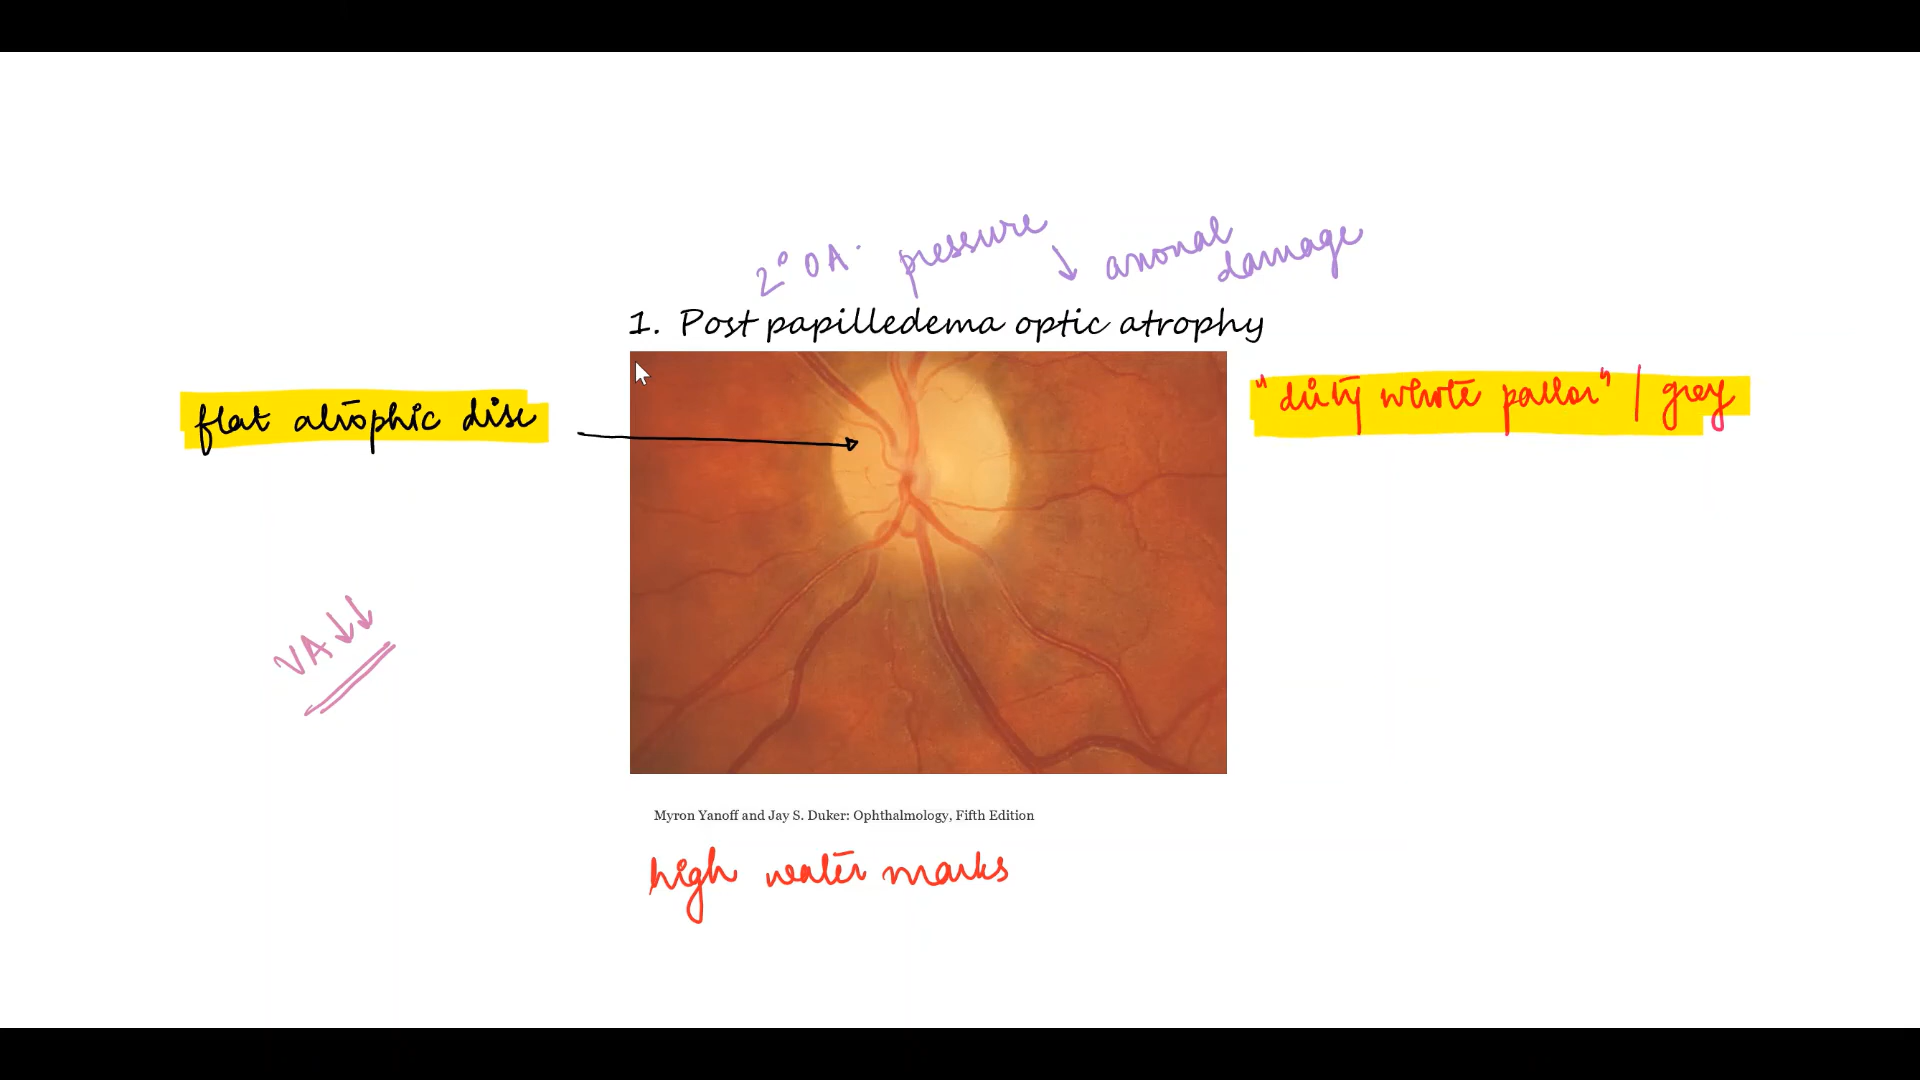 2° OA. pressure ↓ axonal damage
1. Post papilledema optic atrophy
flat atrophic disc
"dirty white pallor" / grey
VA↓↓
Myron Yanoff and Jay S. Duker: Ophthalmology, Fifth Edition
high water marks